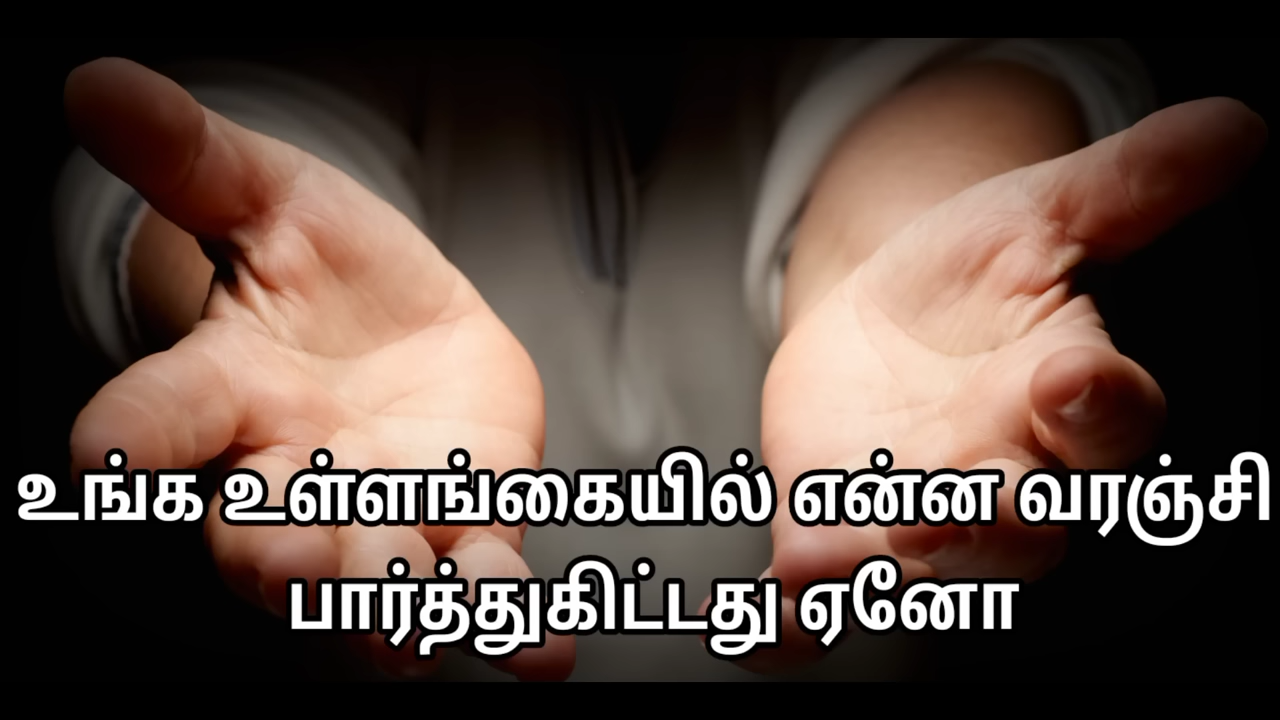 உங்க உள்ளங்கையில் என்ன வரஞ்சி
பார்த்துகிட்டது ஏனோ